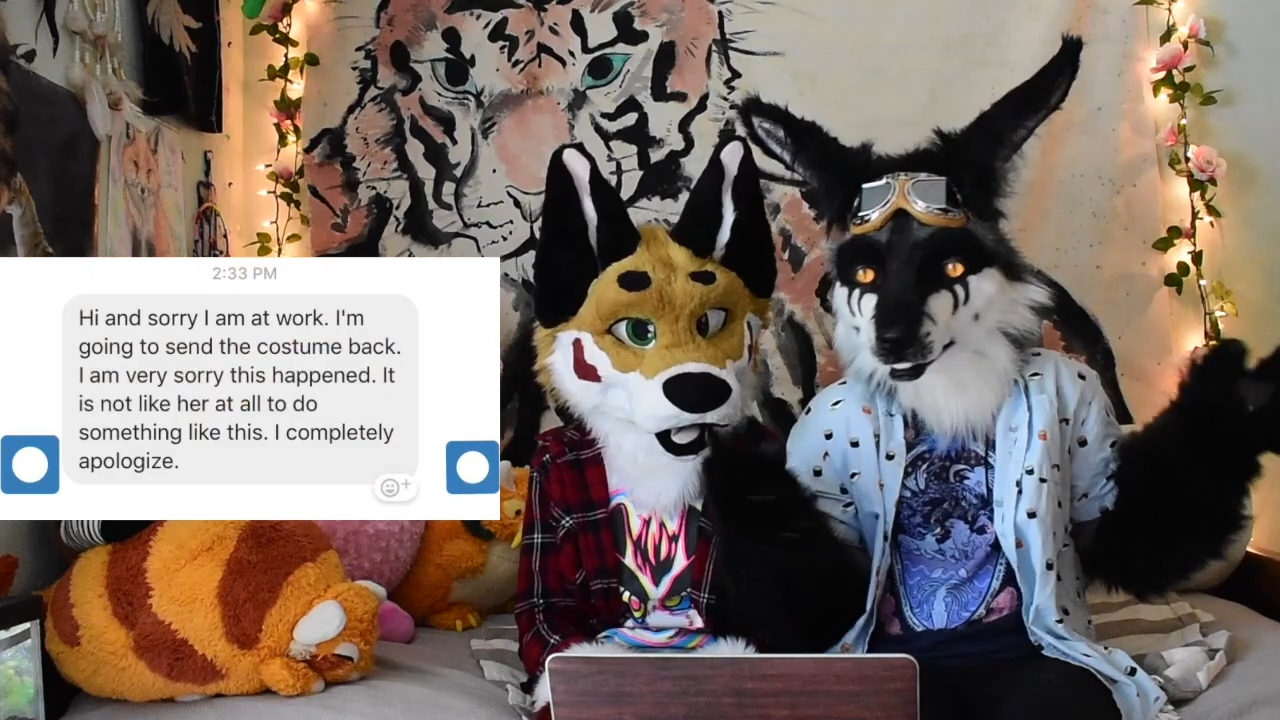 2:33 PM
Hi and sorry I am at work. I'm
going to send the costume back.
I am very sorry this happened. It
is not like her at all to do
something like this. I completely
apologize.